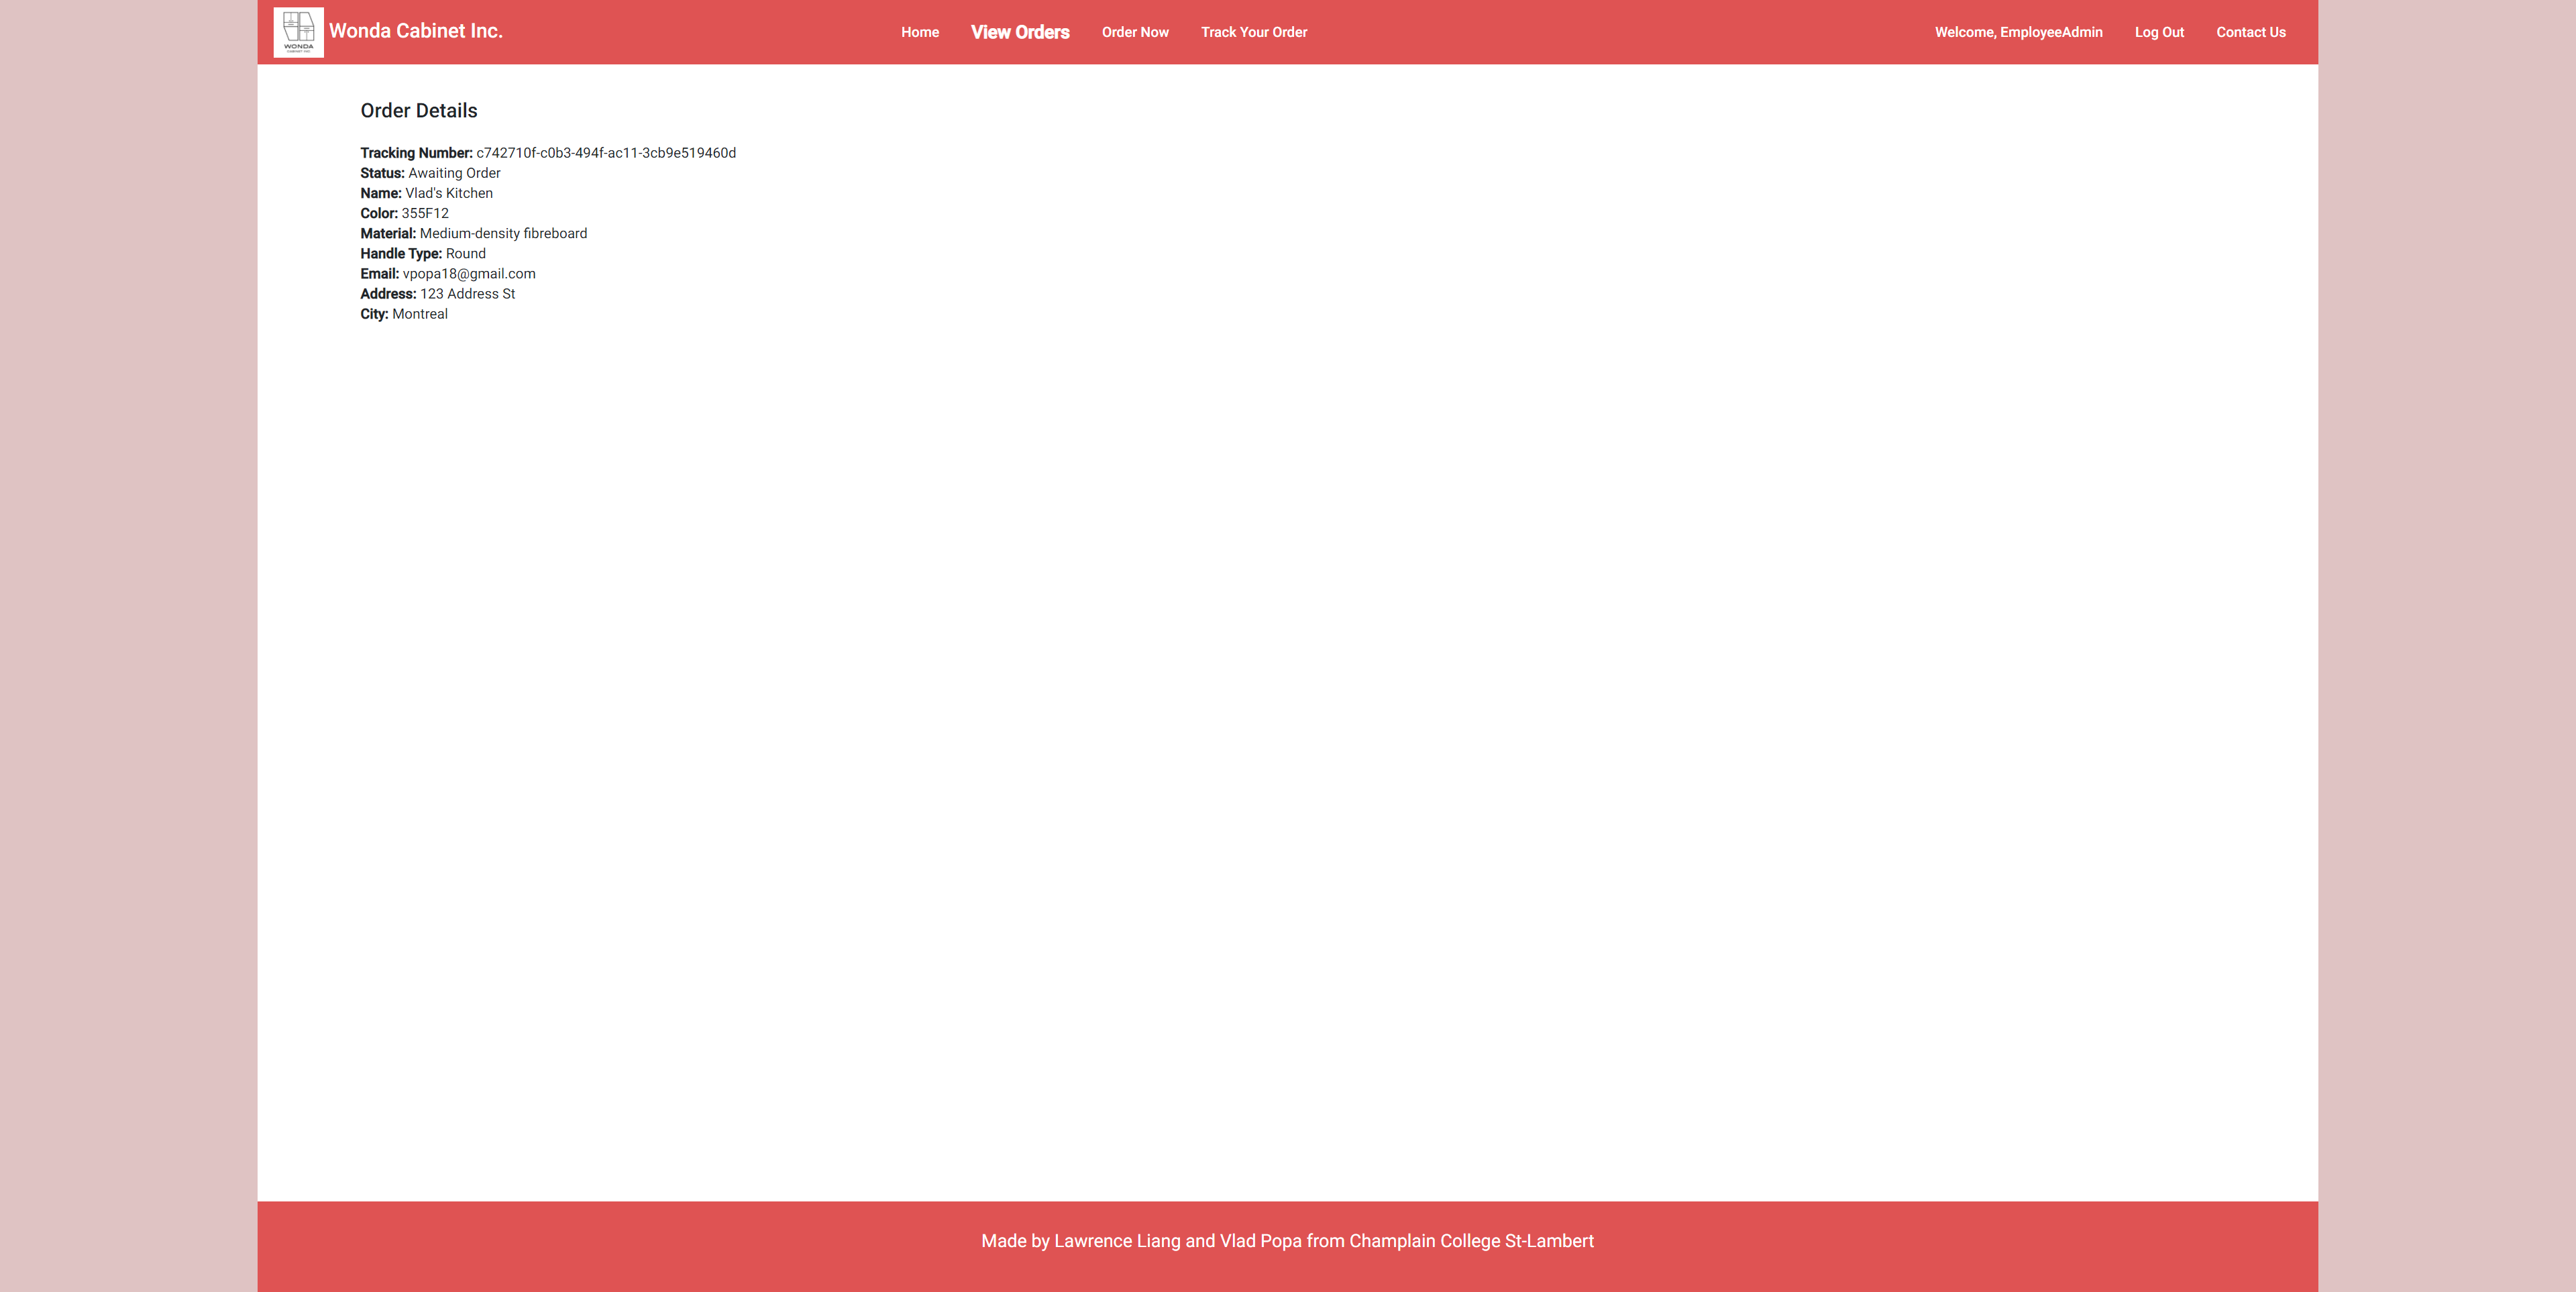 WONDA
CABINET INC.
Wonda Cabinet Inc.
Home
View Orders
Order Now
Track Your Order
Welcome, EmployeeAdmin
Log Out
Contact Us
Order Details
Tracking Number: c742710f-c0b3-494f-ac11-3cb9e519460d
Status: Awaiting Order
Name: Vlad's Kitchen
Color: 355F12
Material: Medium-density fibreboard
Handle Type: Round
Email: vpopa18@gmail.com
Address: 123 Address St
City: Montreal
Made by Lawrence Liang and Vlad Popa from Champlain College St-Lambert